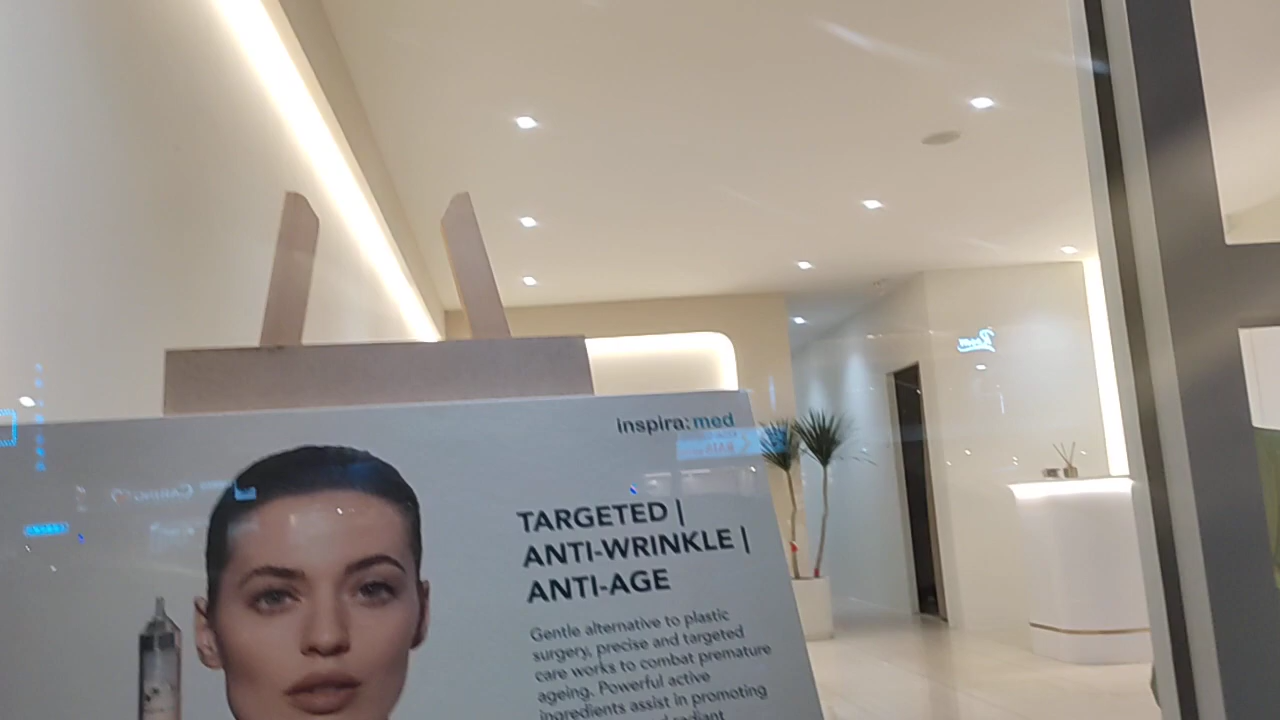 inspira:med
TARGETED |
ANTI-WRINKLE |
ANTI-AGE
Gentle alternative to plastic
surgery, precise and targeted
care works to combat premature
ageing. Powerful active
ingredients assist in promoting
radiant